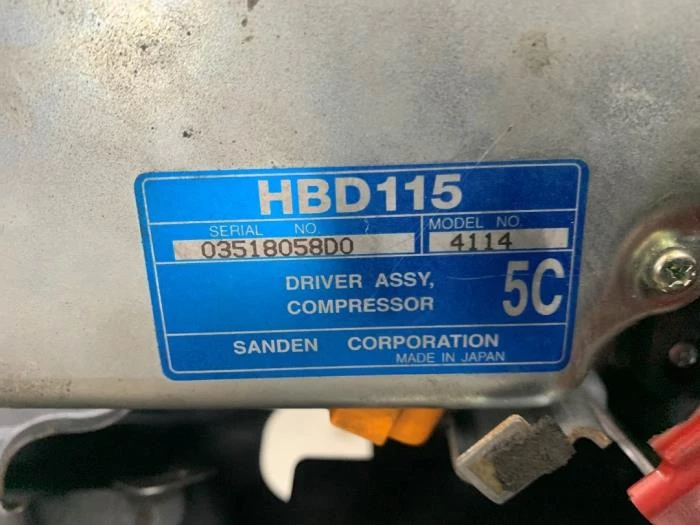 HBD115
SERIAL NO.
03518058D0
MODEL NO.
4114
DRIVER ASSY,
COMPRESSOR
5C
SANDEN CORPORATION
MADE IN JAPAN